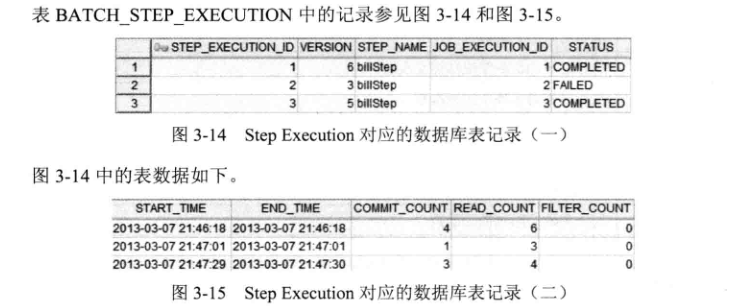 表 BATCH_STEP_EXECUTION 中的记录参见图 3-14 和图 3-15。
STEP_EXECUTION_ID VERSION STEP_NAME JOB_EXECUTION_ID STATUS
1 1 6 billStep 1 COMPLETED
2 2 3 billStep 2 FAILED
3 3 5 billStep 3 COMPLETED
图 3-14 Step Execution 对应的数据库表记录（一）
图 3-14 中的表数据如下。
START_TIME END_TIME COMMIT_COUNT READ_COUNT FILTER_COUNT
2013-03-07 21:46:18 2013-03-07 21:46:18 4 6 0
2013-03-07 21:47:01 2013-03-07 21:47:01 1 3 0
2013-03-07 21:47:29 2013-03-07 21:47:30 3 4 0
图 3-15 Step Execution 对应的数据库表记录（二）